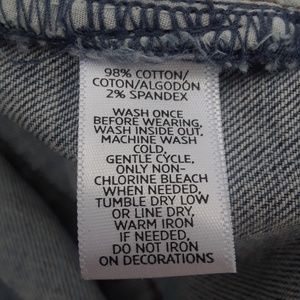 98% COTTON/
COTON/ALGODÓN
2% SPANDEX
WASH ONCE
BEFORE WEARING,
WASH INSIDE OUT,
MACHINE WASH
COLD,
GENTLE CYCLE,
ONLY NON-
CHLORINE BLEACH
WHEN NEEDED,
TUMBLE DRY LOW
OR LINE DRY,
WARM IRON
IF NEEDED,
DO NOT IRON
ON DECORATIONS